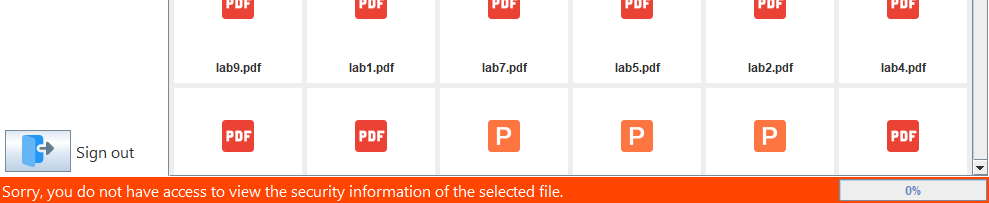 PDF PDF PDF PDF PDF PDF
lab9.pdf lab1.pdf lab7.pdf lab5.pdf lab2.pdf lab4.pdf
PDF PDF P P P PDF
Sign out
Sorry, you do not have access to view the security information of the selected file. 0%